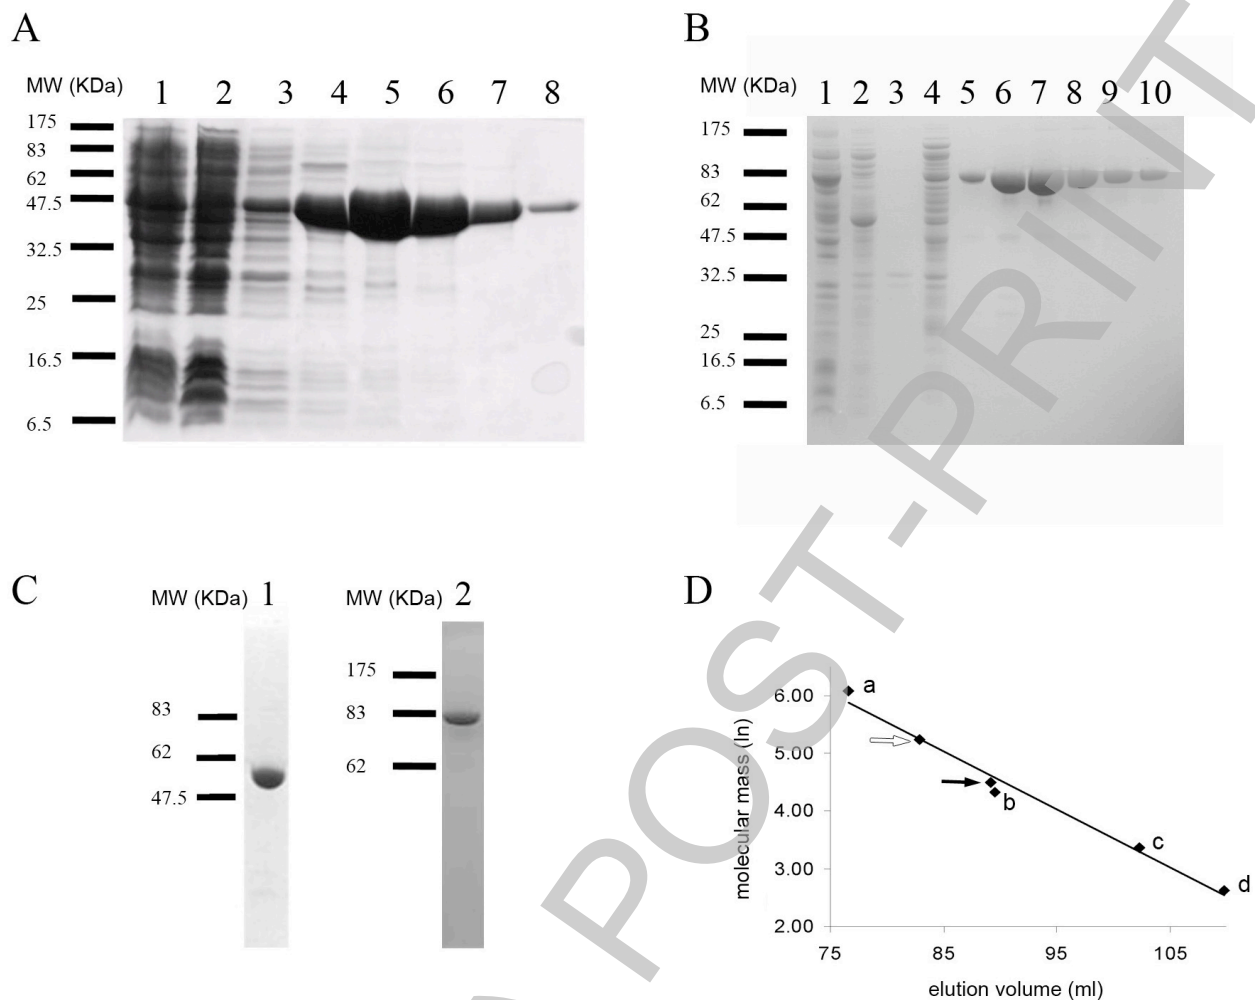 A
MW (KDa) 1 2 3 4 5 6 7 8
175
83
62
47.5
32.5
25
16.5
6.5
B
MW (KDa) 1 2 3 4 5 6 7 8 9 10
175
83
62
47.5
32.5
25
16.5
6.5
C
MW (KDa) 1
83
62
47.5
MW (KDa) 2
175
83
62
D
molecular mass (ln)
6.00
5.00
4.00
3.00
2.00
75 85 95 105
elution volume (ml)
a
b
c
d
POST-PRINT